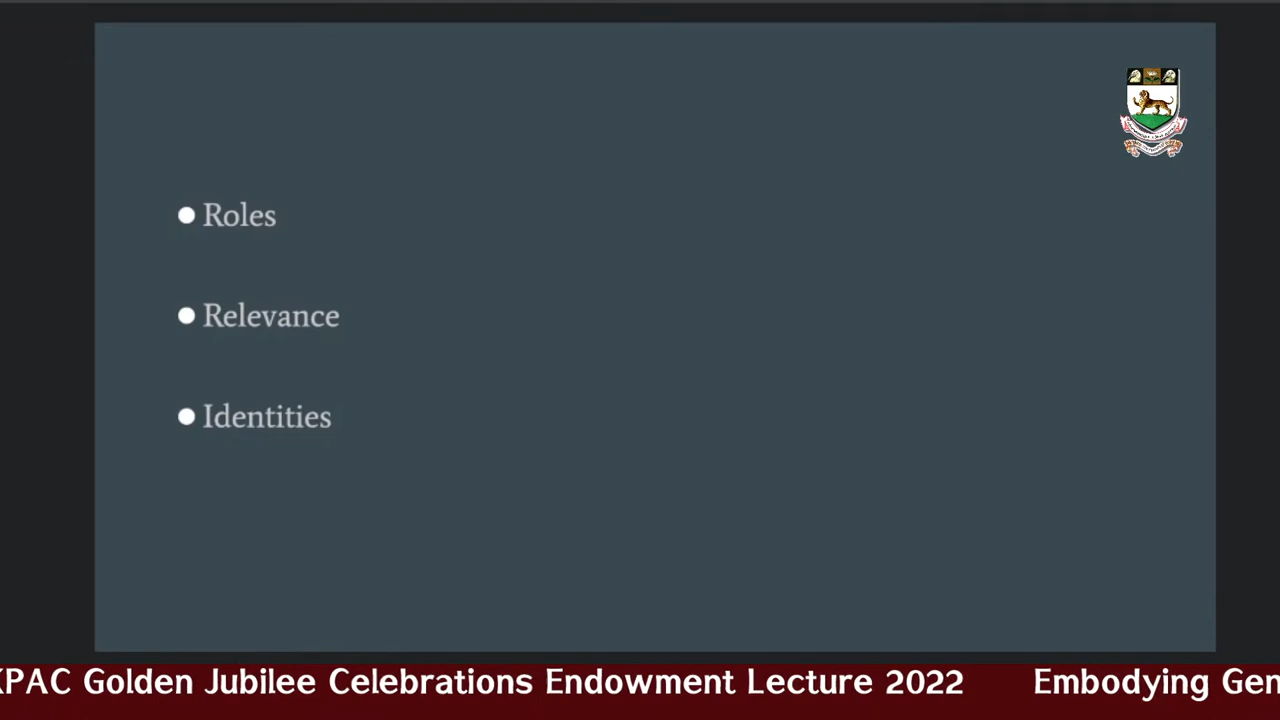 Roles
Relevance
Identities
KPAC Golden Jubilee Celebrations Endowment Lecture 2022 Embodying Gen